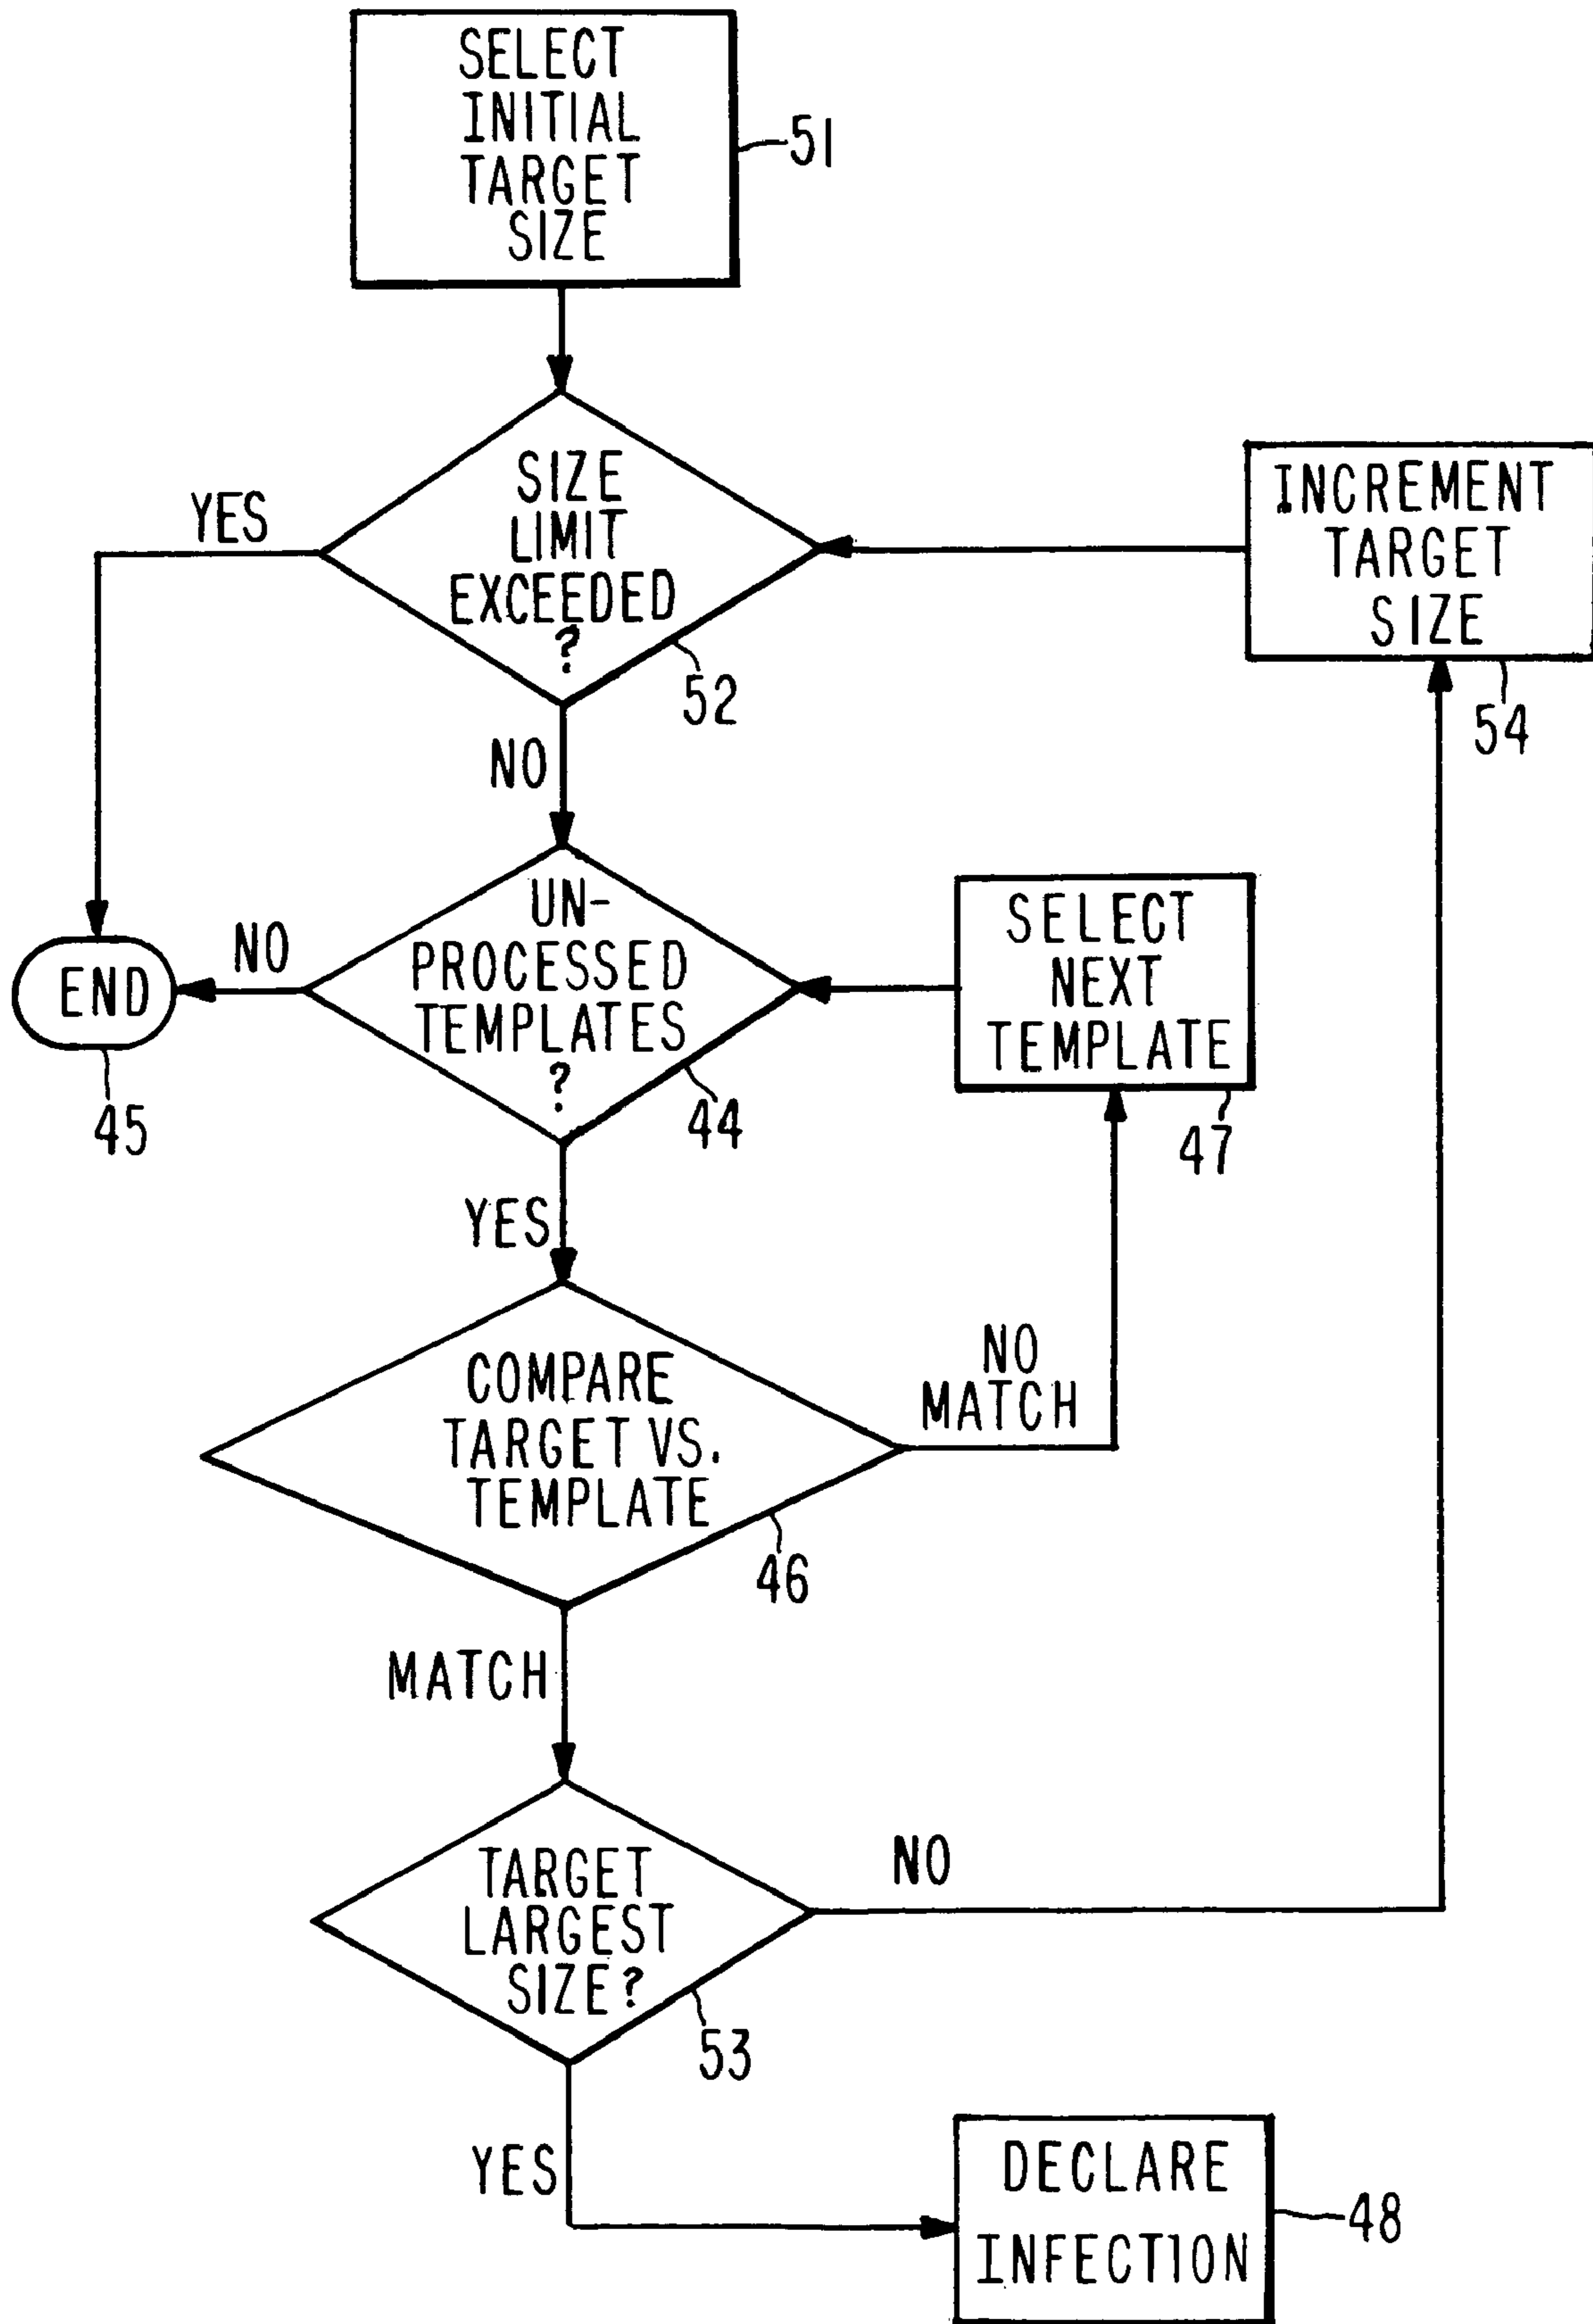 SELECT
INITIAL
TARGET
SIZE
51
SIZE
LIMIT
EXCEEDED
?
52
YES
NO
INCREMENT
TARGET
SIZE
54
UN-
PROCESSED
TEMPLATES
?
44
NO
END
45
SELECT
NEXT
TEMPLATE
47
YES
COMPARE
TARGET VS.
TEMPLATE
46
NO
MATCH
MATCH
TARGET
LARGEST
SIZE?
53
NO
YES
DECLARE
INFECTION
48